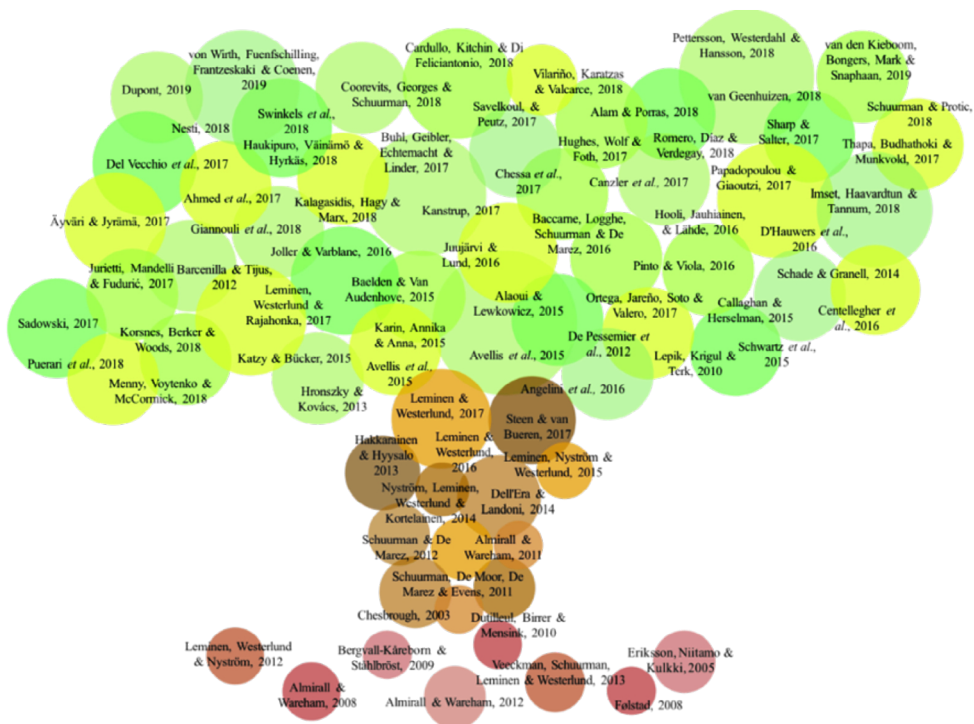 Pettersson, Westerdahl &
Hansson, 2018
van den Kieboom,
Bongers, Mark &
Snaphaan, 2019
Cardullo, Kitchin & Di
Feliciantonio, 2018
von Wirth, Fuenfschilling,
Frantzeskaki & Coenen,
2019
Vilariño, Karatzas
& Valcarce, 2018
Coorevits, Georges &
Schuurman, 2018
Dupont, 2019
van Geenhuizen, 2018
Savelkoul, &
Peutz, 2017
Alam & Porras, 2018
Schuurman & Protic,
2018
Swinkels et al.,
2018
Nesti, 2018
Sharp &
Salter, 2017
Buhl, Geibler,
Echternacht &
Linder, 2017
Hughes, Wolf &
Foth, 2017
Romero, Díaz &
Verdegay, 2018
Thapa, Budhathoki &
Munkvold, 2017
Haukipuro, Väinämö &
Hyrkäs, 2018
Del Vecchio et al., 2017
Chessa et al.,
2017
Canzler et al., 2017
Papadopoulou &
Giaoutzi, 2017
Imset, Haavardtun &
Tannum, 2018
Ahmed et al., 2017
Kalagasidis, Hagy &
Marx, 2018
Kanstrup, 2017
Baccarne, Logghe,
Schuurman & De
Marez, 2016
Hooli, Jauhiainen,
& Lähde, 2016
D'Hauwers et al.,
2016
Äyväri & Jyrämä, 2017
Giannouli et al., 2018
Joller & Varblane, 2016
Juujärvi &
Lund, 2016
Pinto & Viola, 2016
Schade & Granell, 2014
Jurietti, Mandelli
& Fudurić, 2017
Barcenilla & Tijus,
2012
Leminen,
Westerlund &
Rajahonka, 2017
Baelden & Van
Audenhove, 2015
Alaoui &
Lewkowicz, 2015
Ortega, Jareño, Soto &
Valero, 2017
Callaghan &
Herselman, 2015
Centellegher et
al., 2016
Sadowski, 2017
Korsnes, Berker &
Woods, 2018
Karin, Annika
& Anna, 2015
De Pessemier et
al., 2012
Schwartz et al.,
2015
Puerari et al., 2018
Katzy & Bücker, 2015
Avellis et al.,
2015
Avellis et al., 2015
Lepik, Krigul &
Terk, 2010
Menny, Voytenko &
McCormick, 2018
Hronszky &
Kovács, 2013
Angelini et al., 2016
Leminen &
Westerlund, 2017
Steen & van
Bueren, 2017
Hakkarainen
& Hyysalo
2013
Leminen &
Westerlund,
2016
Leminen, Nyström &
Westerlund, 2015
Nyström, Leminen,
Westerlund &
Kortelainen, 2014
Dell'Era &
Landoni, 2014
Schuurman & De
Marez, 2012
Almirall &
Wareham, 2011
Schuurman, De Moor, De
Marez & Evens, 2011
Chesbrough, 2003
Dutilleul, Birrer &
Mensink, 2010
Leminen, Westerlund
& Nyström, 2012
Bergvall-Kåreborn &
Ståhlbröst, 2009
Eriksson, Niitamo &
Kulkki, 2005
Veeckman, Schuurman,
Leminen & Westerlund, 2013
Almirall &
Wareham, 2008
Almirall & Wareham, 2012
Følstad, 2008